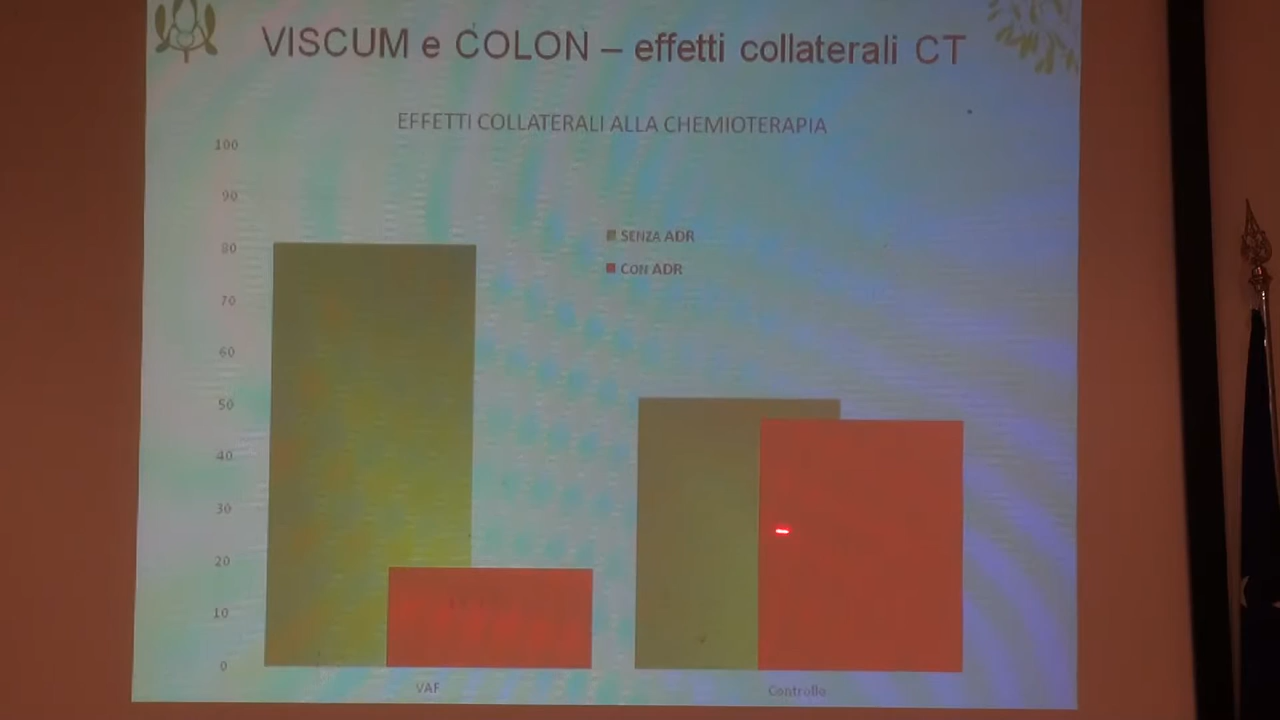 VISCUM e COLON – effetti collaterali CT
EFFETTI COLLATERALI ALLA CHEMIOTERAPIA
100
90
80
70
60
50
40
30
20
10
0
SENZA ADR
CON ADR
VAF
Controllo